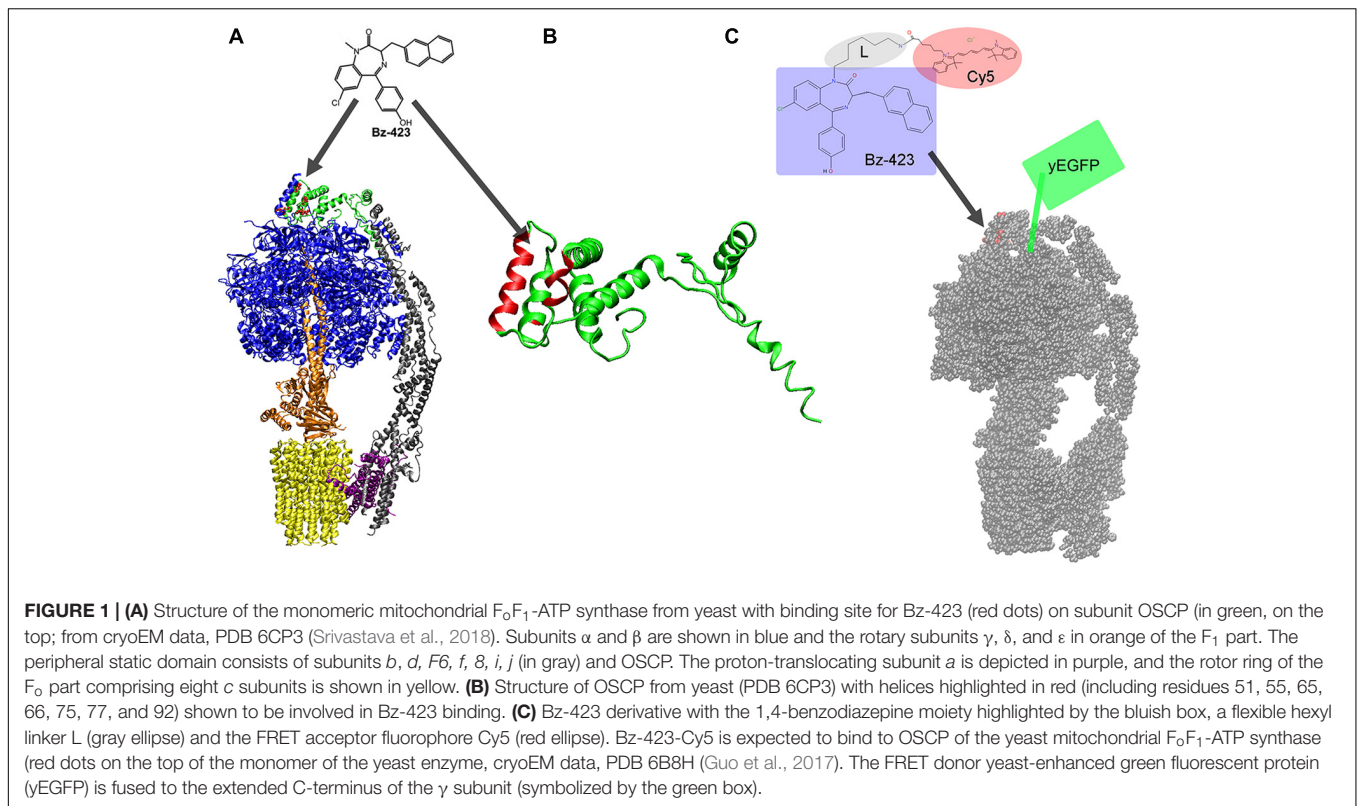 A
B
C
N
O
N
Cl
OH
Bz-423
L
Cy5
O
N
Cl
N
HO
Bz-423
yEGFP
FIGURE 1 | (A) Structure of the monomeric mitochondrial FₒF₁-ATP synthase from yeast with binding site for Bz-423 (red dots) on subunit OSCP (in green, on the
top; from cryoEM data, PDB 6CP3 (Srivastava et al., 2018). Subunits α and β are shown in blue and the rotary subunits γ, δ, and ε in orange of the F₁ part. The
peripheral static domain consists of subunits b, d, F6, f, 8, i, j (in gray) and OSCP. The proton-translocating subunit a is depicted in purple, and the rotor ring of the
Fₒ part comprising eight c subunits is shown in yellow. (B) Structure of OSCP from yeast (PDB 6CP3) with helices highlighted in red (including residues 51, 55, 65,
66, 75, 77, and 92) shown to be involved in Bz-423 binding. (C) Bz-423 derivative with the 1,4-benzodiazepine moiety highlighted by the bluish box, a flexible hexyl
linker L (gray ellipse) and the FRET acceptor fluorophore Cy5 (red ellipse). Bz-423-Cy5 is expected to bind to OSCP of the yeast mitochondrial FₒF₁-ATP synthase
(red dots on the top of the monomer of the yeast enzyme, cryoEM data, PDB 6B8H (Guo et al., 2017). The FRET donor yeast-enhanced green fluorescent protein
(yEGFP) is fused to the extended C-terminus of the γ subunit (symbolized by the green box).